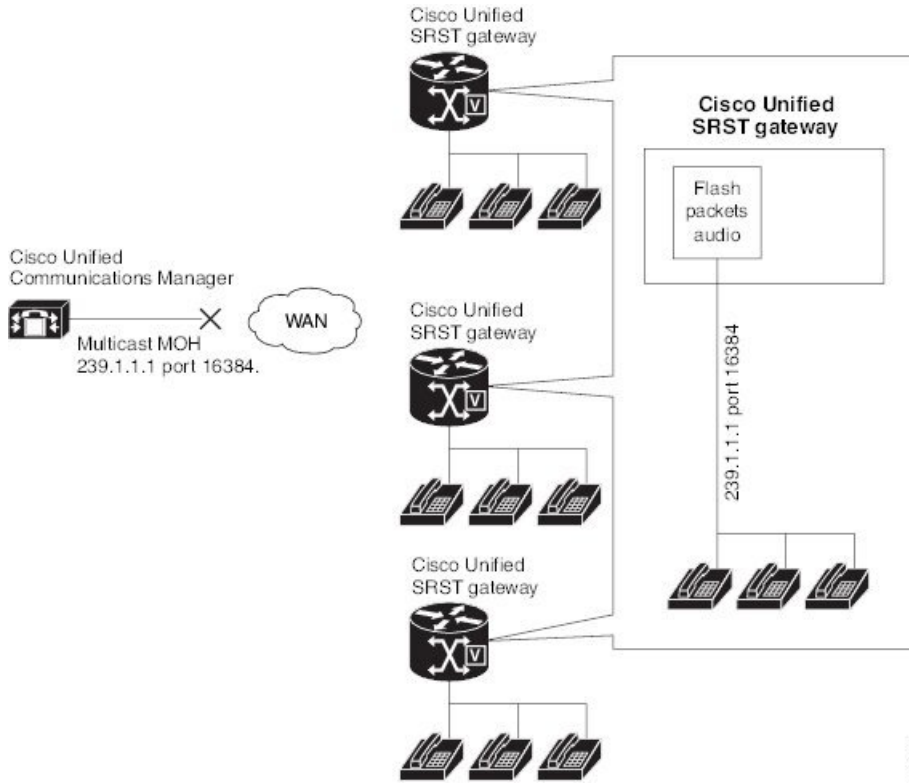 Cisco Unified
SRST gateway
Cisco Unified
SRST gateway
Flash
packets
audio
239.1.1.1 port 16384
Cisco Unified
Communications Manager
Multicast MOH
239.1.1.1 port 16384.
WAN
Cisco Unified
SRST gateway
Cisco Unified
SRST gateway
V
V
V